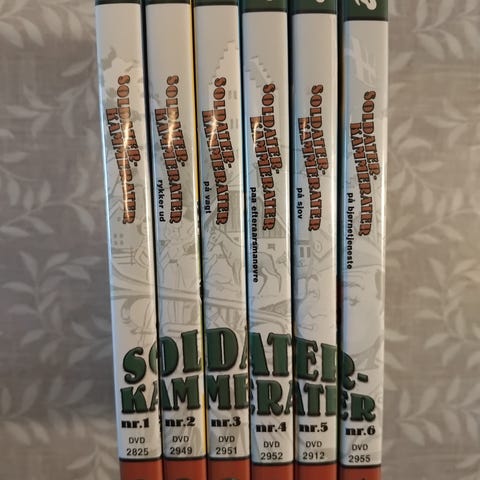 SOLDATER-
KAMMERATER
SOLDATER-
KAMMERATER
rykker ud
SOLDATER-
KAMMERATER
på vagt
SOLDATER-
KAMMERATER
paa efteraarsmanøvre
SOLDATER-
KAMMERATER
på sjov
SOLDATER-
KAMMERATER
på bjørnetjeneste
SOLDATER-
KAMMERATER
nr.1 nr.2 nr.3 nr.4 nr.5 nr.6
DVD DVD DVD DVD DVD DVD
2825 2949 2951 2952 2912 2955